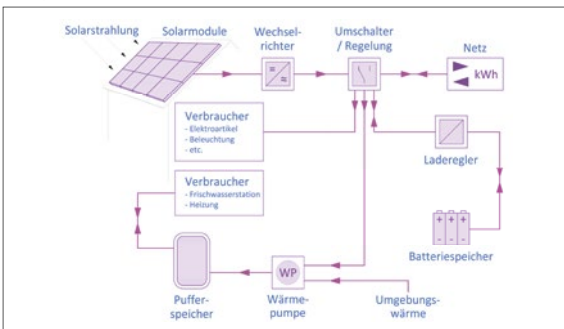 Solarstrahlung
Solarmodule
Wechsel-
richter
Umschalter
/ Regelung
Netz
kWh
Verbraucher
- Elektroartikel
- Beleuchtung
- etc.
Laderegler
Verbraucher
- Frischwasserstation
- Heizung
Batteriespeicher
WP
Puffer-
speicher
Wärme-
pumpe
Umgebungs-
wärme